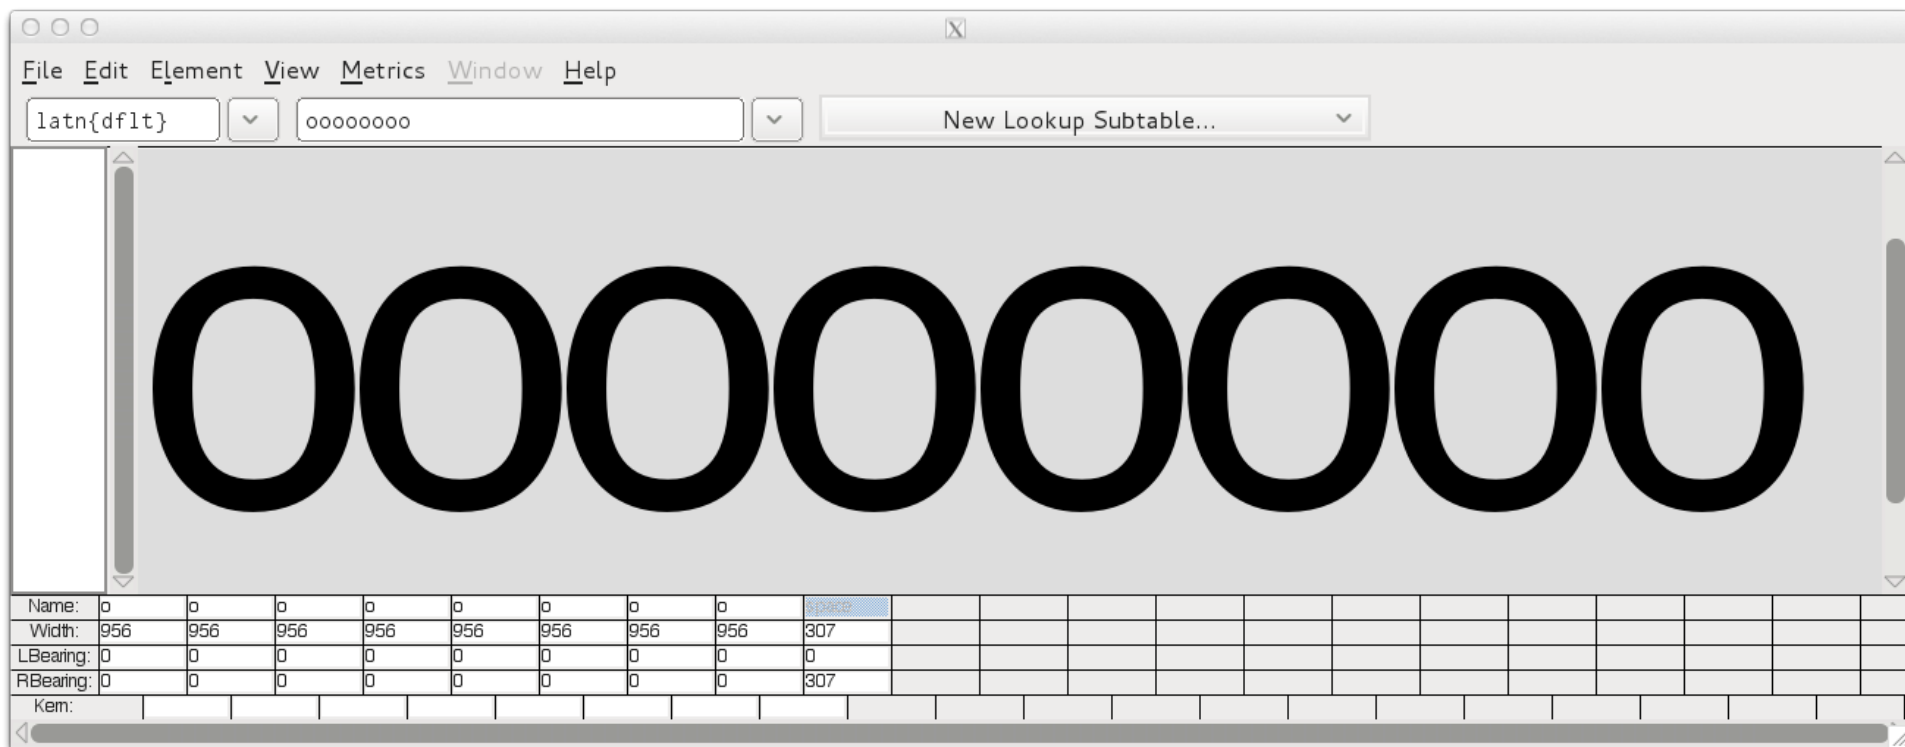 File Edit Element View Metrics Window Help
latn{dflt} oooooooo New Lookup Subtable...
oooooooo
Name: o o o o o o o o space
Width: 956 956 956 956 956 956 956 956 307
LBearing: 0 0 0 0 0 0 0 0 0
RBearing: 0 0 0 0 0 0 0 0 307
Kern: